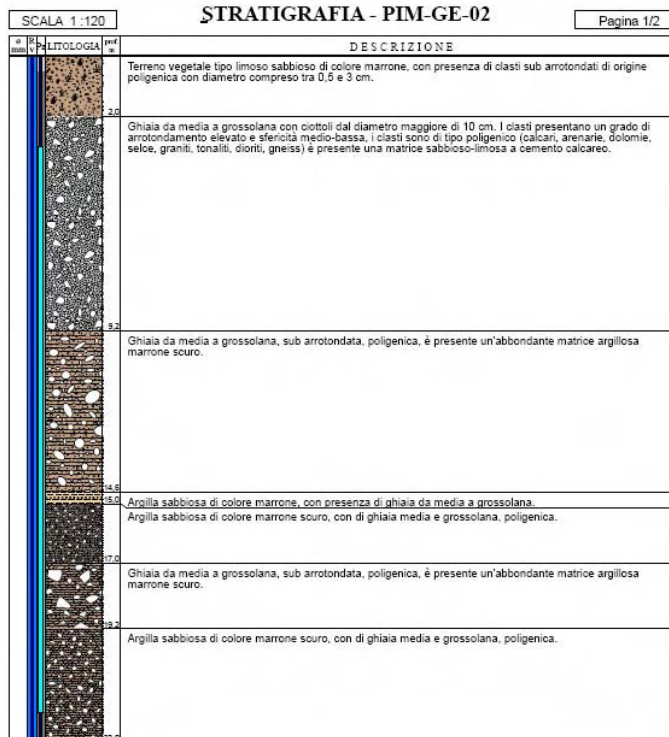 SCALA 1 :120
STRATIGRAFIA - PIM-GE-02
Pagina 1/2
ø mm R v Pz LITOLOGIA prof. m DESCRIZIONE
Terreno vegetale tipo limoso sabbioso di colore marrone, con presenza di clasti sub arrotondati di origine
poligenica con diametro compreso tra 0,5 e 3 cm.
2,0
Ghiaia da media a grossolana con ciottoli dal diametro maggiore di 10 cm. I clasti presentano un grado di
arrotondamento elevato e sfericità medio-bassa, i clasti sono di tipo poligenico (calcari, arenarie, dolomie,
selce, graniti, tonaliti, dioriti, gneiss) è presente una matrice sabbioso-limosa a cemento calcareo.
9,2
Ghiaia da media a grossolana, sub arrotondata, poligenica, è presente un'abbondante matrice argillosa
marrone scuro.
14,6
Argilla sabbiosa di colore marrone, con presenza di ghiaia da media a grossolana.
15,0
Argilla sabbiosa di colore marrone scuro, con di ghiaia media e grossolana, poligenica.
17,0
Ghiaia da media a grossolana, sub arrotondata, poligenica, è presente un'abbondante matrice argillosa
marrone scuro.
19,2
Argilla sabbiosa di colore marrone scuro, con di ghiaia media e grossolana, poligenica.